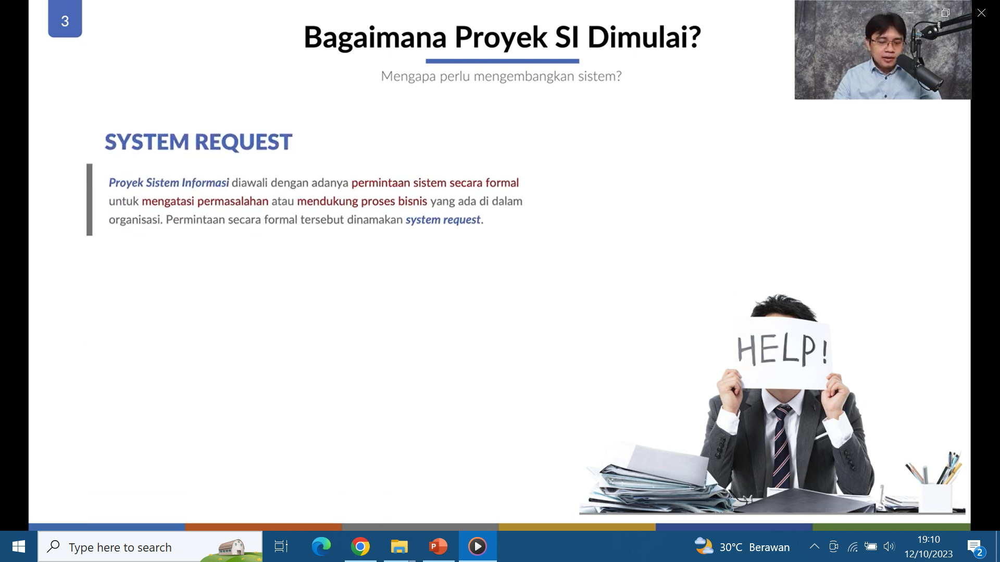 3
Bagaimana Proyek SI Dimulai?
Mengapa perlu mengembangkan sistem?
SYSTEM REQUEST
Proyek Sistem Informasi diawali dengan adanya permintaan sistem secara formal
untuk mengatasi permasalahan atau mendukung proses bisnis yang ada di dalam
organisasi. Permintaan secara formal tersebut dinamakan system request.
HELP!
Type here to search
P
30°C Berawan
19:10
12/10/2023
2